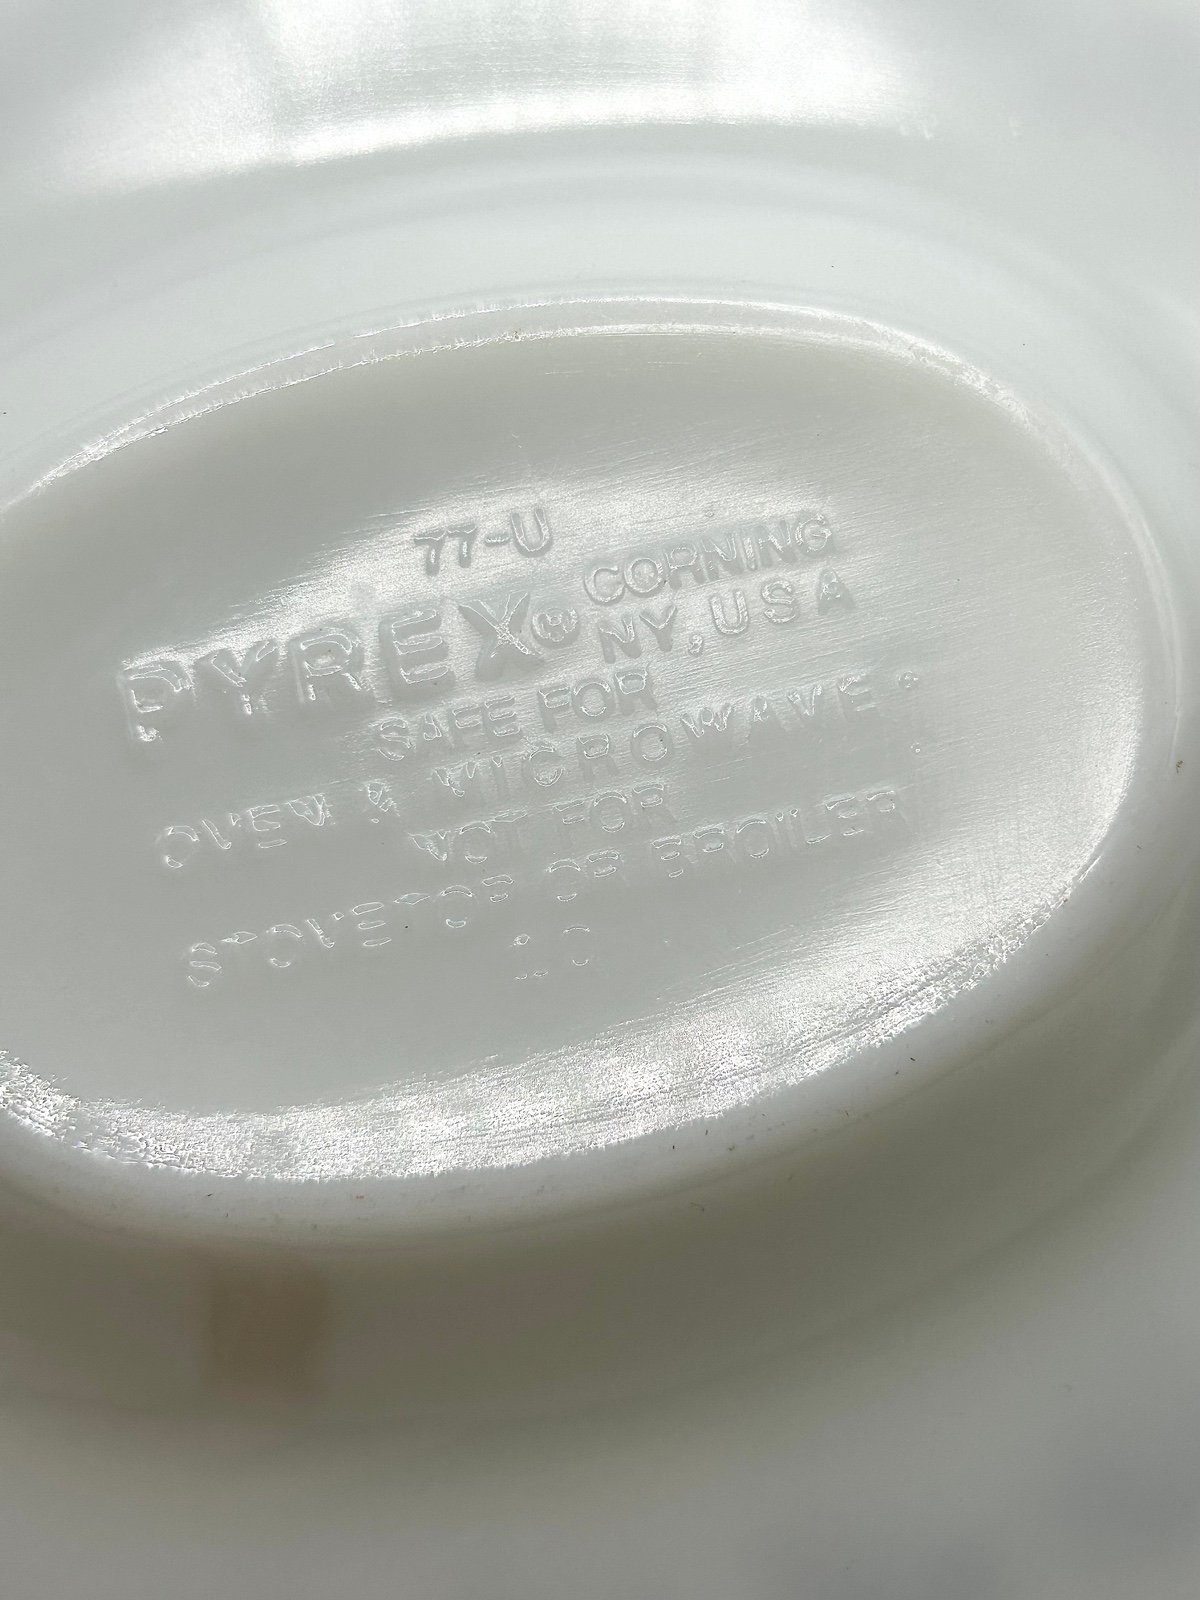 77-U
PYREX® CORNING
NY, USA
SAFE FOR
OVEN & MICROWAVE
NOT FOR
STOVETOP OR BROILER